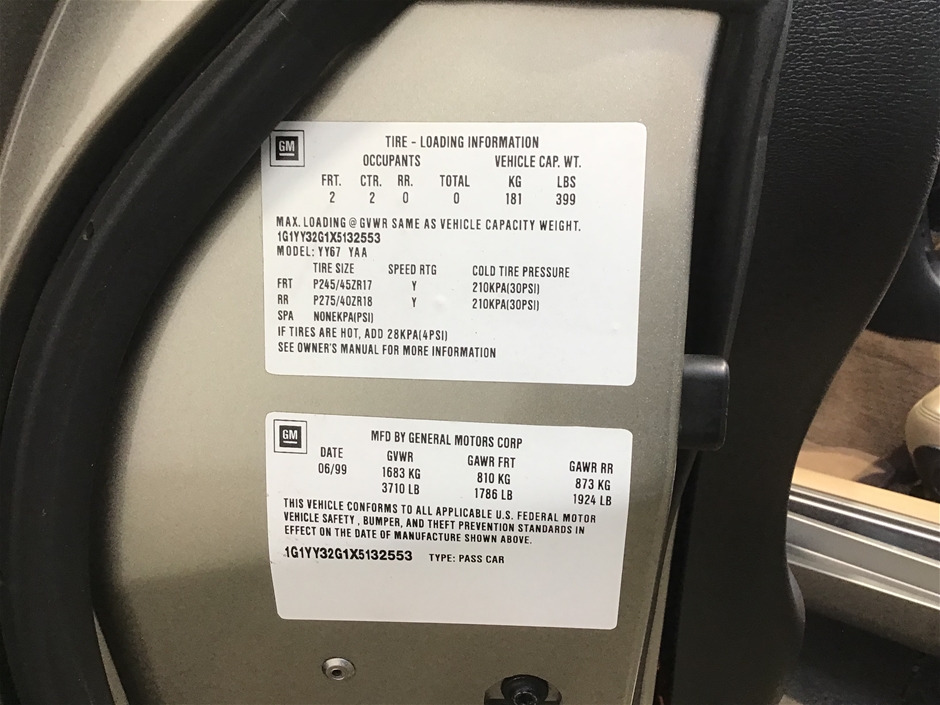 GM
TIRE - LOADING INFORMATION
OCCUPANTS VEHICLE CAP. WT.
FRT. CTR. RR. TOTAL KG LBS
2 2 0 0 181 399
MAX. LOADING @ GVWR SAME AS VEHICLE CAPACITY WEIGHT.
1G1YY32G1X5132553
MODEL: YY67 YAA
TIRE SIZE SPEED RTG COLD TIRE PRESSURE
FRT P245/45ZR17 Y 210KPA(30PSI)
RR P275/40ZR18 Y 210KPA(30PSI)
SPA NONEKPA(PSI)
IF TIRES ARE HOT, ADD 28KPA(4PSI)
SEE OWNER'S MANUAL FOR MORE INFORMATION
GM
MFD BY GENERAL MOTORS CORP
DATE GVWR GAWR FRT GAWR RR
06/99 1683 KG 810 KG 873 KG
3710 LB 1786 LB 1924 LB
THIS VEHICLE CONFORMS TO ALL APPLICABLE U.S. FEDERAL MOTOR
VEHICLE SAFETY , BUMPER, AND THEFT PREVENTION STANDARDS IN
EFFECT ON THE DATE OF MANUFACTURE SHOWN ABOVE.
1G1YY32G1X5132553 TYPE: PASS CAR